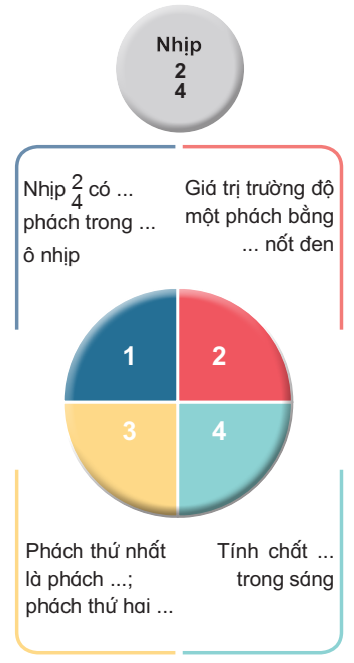 Nhịp
2
4
Nhịp 2/4 có ...
phách trong ...
ô nhịp
Giá trị trường độ
một phách bằng
... nốt đen
1
2
3
4
Phách thứ nhất
là phách ...;
phách thứ hai ...
Tính chất ...
trong sáng